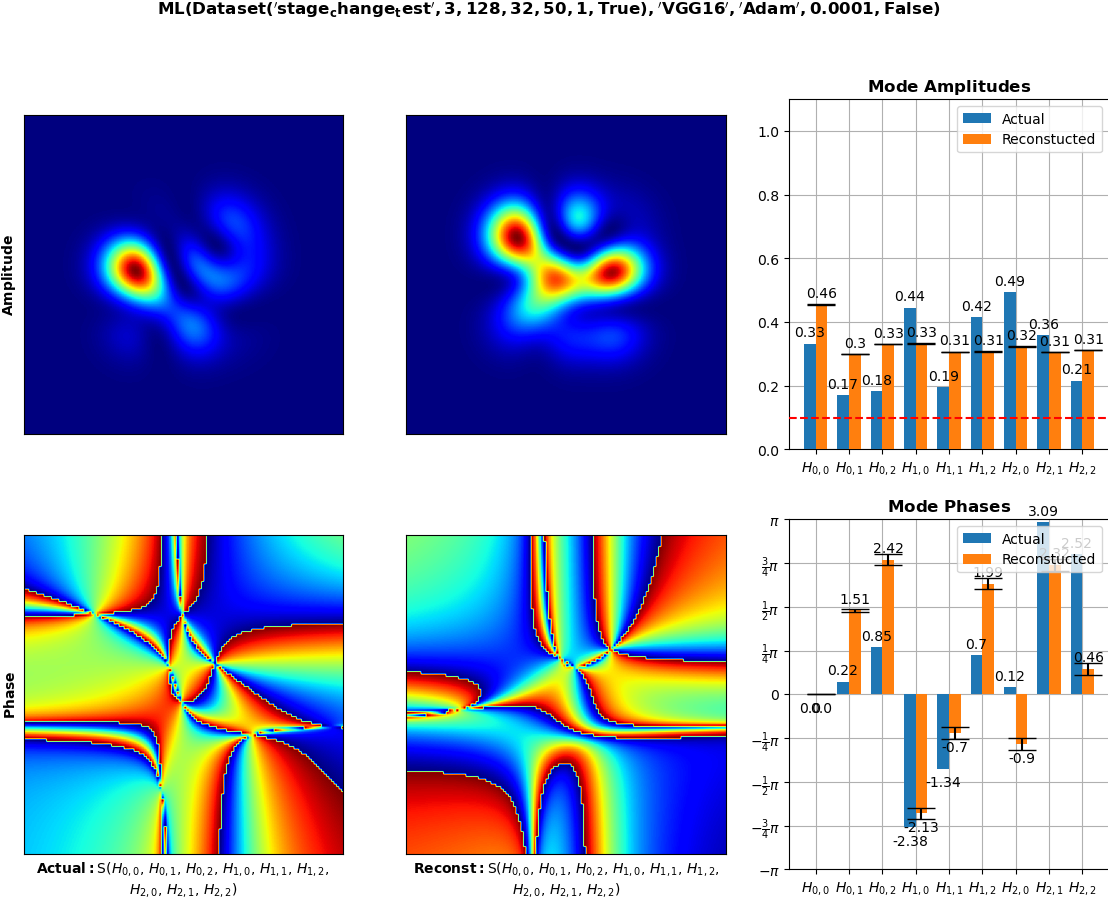 ML(Dataset('stage_change_test', 3, 128, 32, 50, 1, True), 'VGG16', 'Adam', 0.0001, False)
Mode Amplitudes
Amplitude
Actual
Reconstucted
1.0
0.8
0.6
0.4
0.2
0.0
0.33 0.17 0.18 0.44 0.19 0.42 0.49 0.36 0.21
0.46 0.3 0.33 0.33 0.31 0.31 0.32 0.31 0.31
H0,0 H0,1 H0,2 H1,0 H1,1 H1,2 H2,0 H2,1 H2,2
Mode Phases
Phase
Actual
Reconstucted
π
3/4π
1/2π
1/4π
0
−1/4π
−1/2π
−3/4π
−π
0.0 0.22 0.85 -2.38 -1.34 0.7 0.12 3.09 2.52
0.0 1.51 2.42 -2.13 -0.7 1.99 -0.9 0.46
H0,0 H0,1 H0,2 H1,0 H1,1 H1,2 H2,0 H2,1 H2,2
Actual: S(H0,0, H0,1, H0,2, H1,0, H1,1, H1,2,
H2,0, H2,1, H2,2)
Reconst: S(H0,0, H0,1, H0,2, H1,0, H1,1, H1,2,
H2,0, H2,1, H2,2)